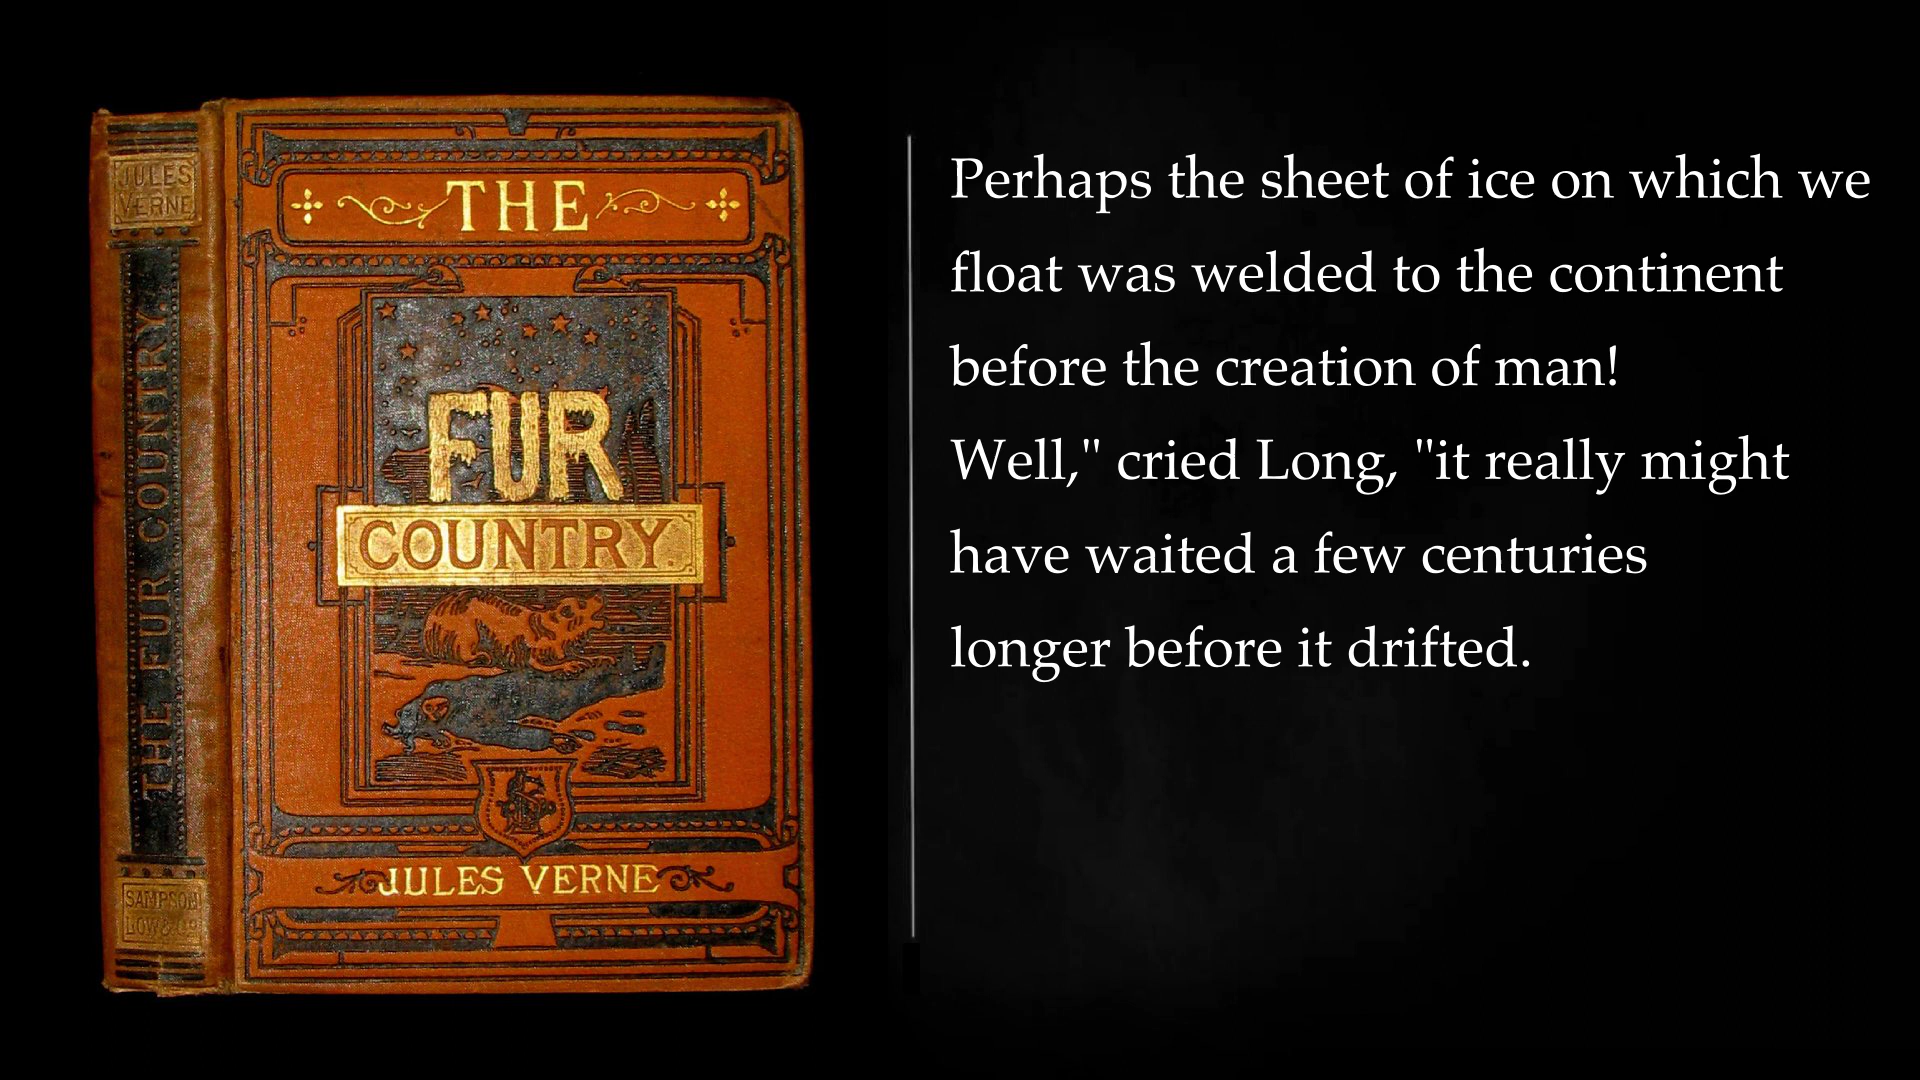 JULES
VERNE
THE FUR COUNTRY.
SAMPSON
LOW & Co
THE
FUR
COUNTRY.
JULES VERNE
Perhaps the sheet of ice on which we
float was welded to the continent
before the creation of man!
Well," cried Long, "it really might
have waited a few centuries
longer before it drifted.